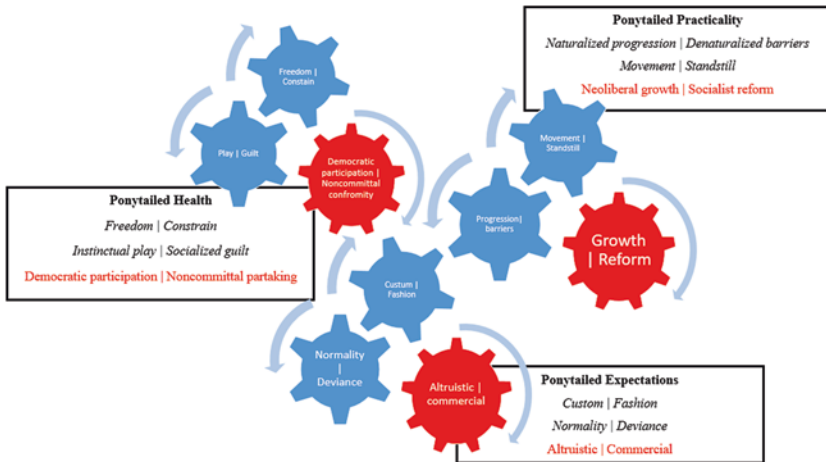 Ponytailed Practicality
Naturalized progression | Denaturalized barriers
Movement | Standstill
Neoliberal growth | Socialist reform
Freedom |
Constrain
Play | Guilt
Democratic
participation |
Noncommittal
confromity
Movement |
Standstill
Progression|
barriers
Growth
| Reform
Ponytailed Health
Freedom | Constrain
Instinctual play | Socialized guilt
Democratic participation | Noncommittal partaking
Custum |
Fashion
Normality
|
Deviance
Altruistic |
commercial
Ponytailed Expectations
Custom | Fashion
Normality | Deviance
Altruistic | Commercial